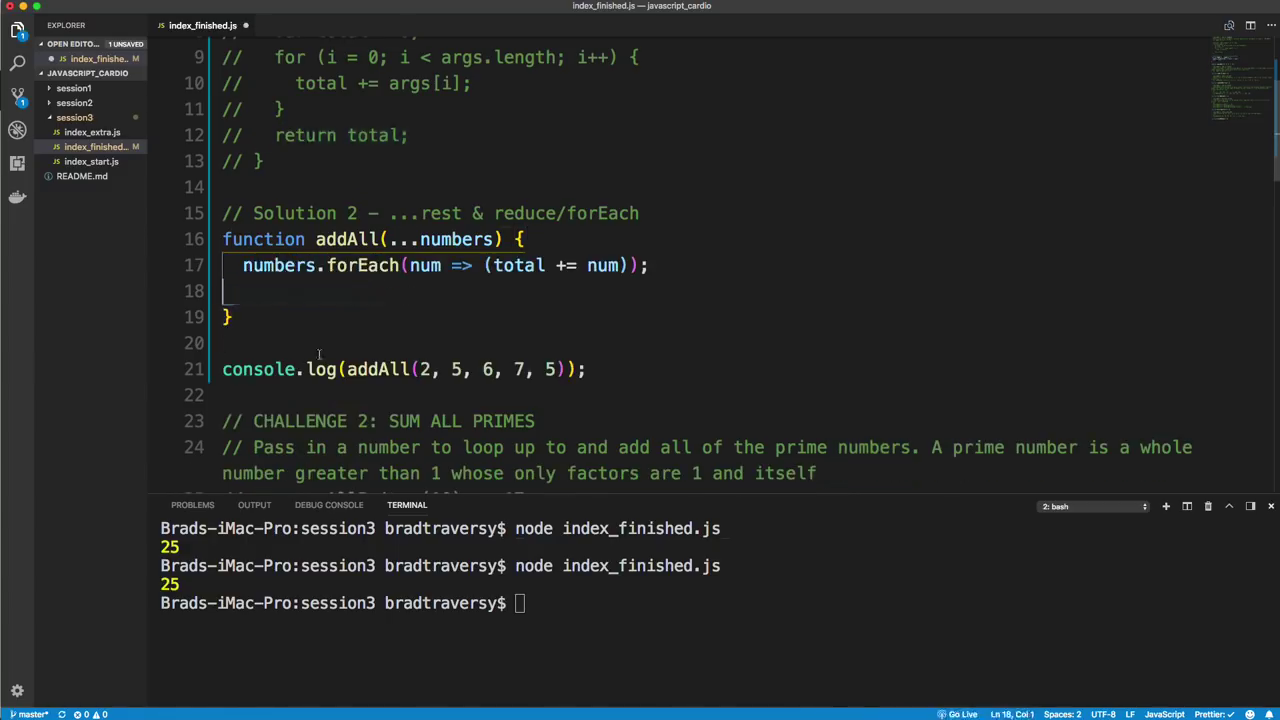 index_finished.js — javascript_cardio
EXPLORER
index_finished.js
OPEN EDITO... 1 UNSAVED
index_finishe... M
JAVASCRIPT_CARDIO
session1
session2
session3
index_extra.js
index_finished... M
index_start.js
README.md
9 // for (i = 0; i < args.length; i++) {
10 // total += args[i];
11 // }
12 // return total;
13 // }
14
15 // Solution 2 - ...rest & reduce/forEach
16 function addAll(...numbers) {
17 numbers.forEach(num => (total += num));
18
19 }
20
21 console.log(addAll(2, 5, 6, 7, 5));
22
23 // CHALLENGE 2: SUM ALL PRIMES
24 // Pass in a number to loop up to and add all of the prime numbers. A prime number is a whole
number greater than 1 whose only factors are 1 and itself
PROBLEMS OUTPUT DEBUG CONSOLE TERMINAL 2: bash
Brads-iMac-Pro:session3 bradtraversy$ node index_finished.js
25
Brads-iMac-Pro:session3 bradtraversy$ node index_finished.js
25
Brads-iMac-Pro:session3 bradtraversy$
master* 0 0 Go Live Ln 18, Col 1 Spaces: 2 UTF-8 LF JavaScript Prettier: ✓